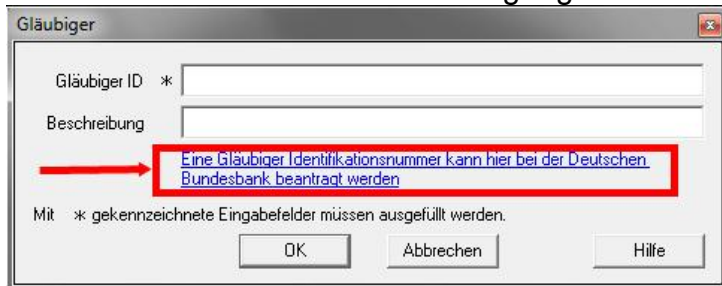 Gläubiger
Gläubiger ID *
Beschreibung
Eine Gläubiger Identifikationsnummer kann hier bei der Deutschen
Bundesbank beantragt werden
Mit * gekennzeichnete Eingabefelder müssen ausgefüllt werden.
OK Abbrechen Hilfe